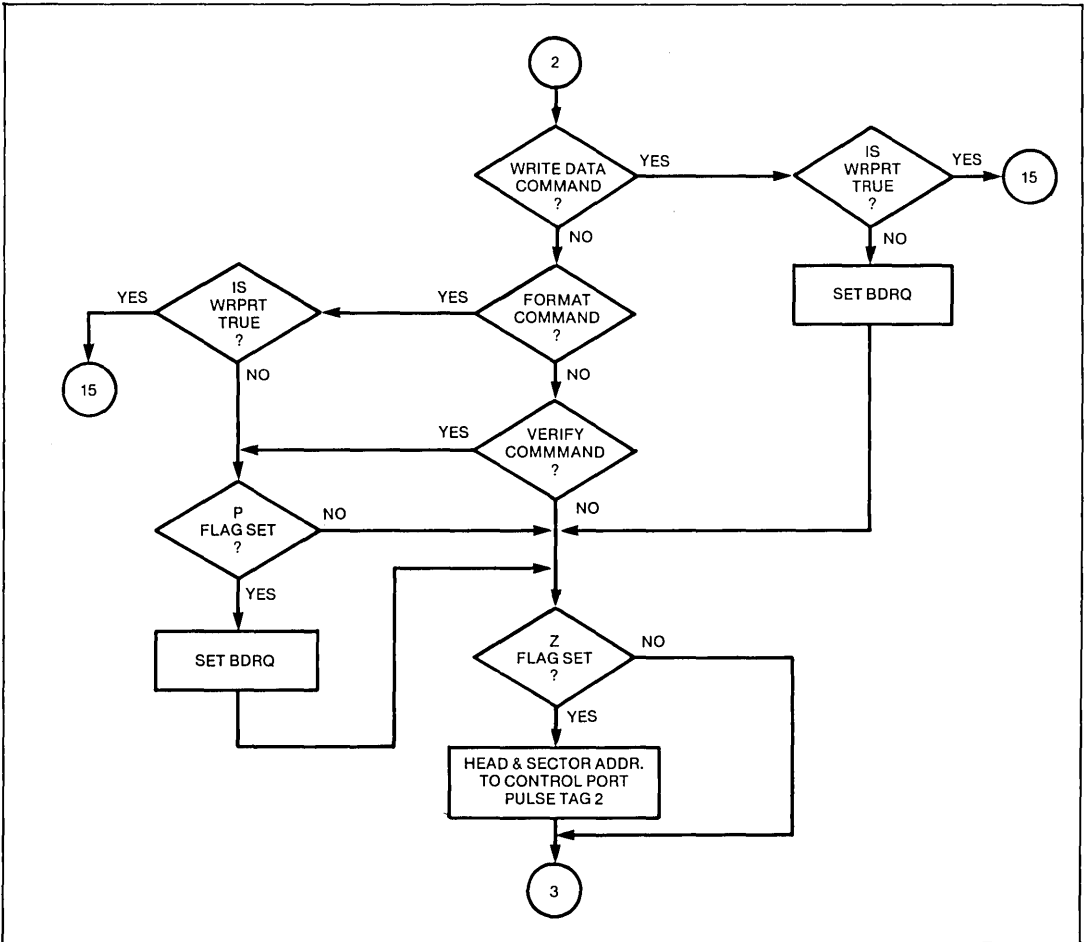 2
WRITE DATA
COMMAND
?
YES
IS
WRPRT
TRUE
?
YES
15
NO
NO
SET BDRQ
FORMAT
COMMAND
?
YES
IS
WRPRT
TRUE
?
YES
15
NO
NO
VERIFY
COMMMAND
?
YES
NO
P
FLAG SET
?
NO
YES
SET BDRQ
Z
FLAG SET
?
NO
YES
HEAD & SECTOR ADDR.
TO CONTROL PORT
PULSE TAG 2
3